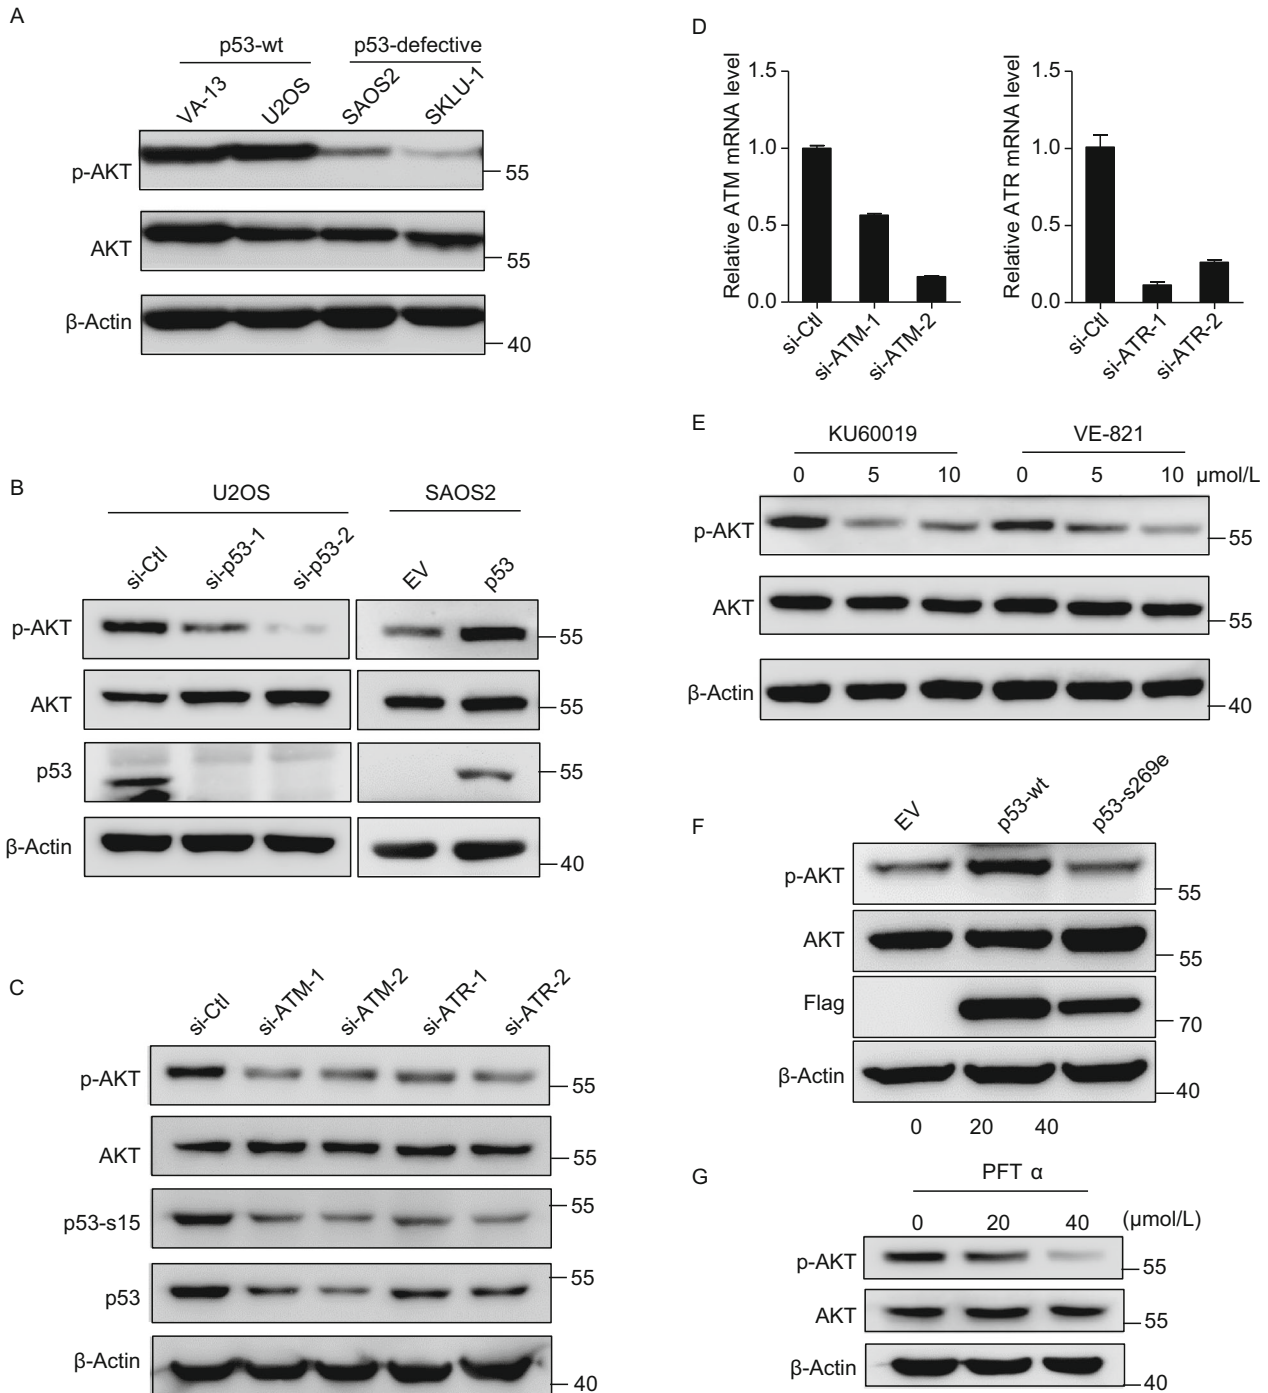 A
p53-wt p53-defective
VA-13 U2OS SAOS2 SKLU-1
p-AKT 55
AKT 55
β-Actin 40
B
U2OS SAOS2
si-Ctl si-p53-1 si-p53-2 EV p53
p-AKT 55
AKT 55
p53 55
β-Actin 40
C
si-Ctl si-ATM-1 si-ATM-2 si-ATR-1 si-ATR-2
p-AKT 55
AKT 55
p53-s15 55
p53 55
β-Actin 40
D
Relative ATM mRNA level
1.5
1.0
0.5
0.0
si-Ctl si-ATM-1 si-ATM-2
Relative ATR mRNA level
1.5
1.0
0.5
0.0
si-Ctl si-ATR-1 si-ATR-2
E
KU60019 VE-821
0 5 10 0 5 10 μmol/L
p-AKT 55
AKT 55
β-Actin 40
F
EV p53-wt p53-s269e
p-AKT 55
AKT 55
Flag 70
β-Actin 40
0 20 40
G
PFT α
0 20 40 (μmol/L)
p-AKT 55
AKT 55
β-Actin 40